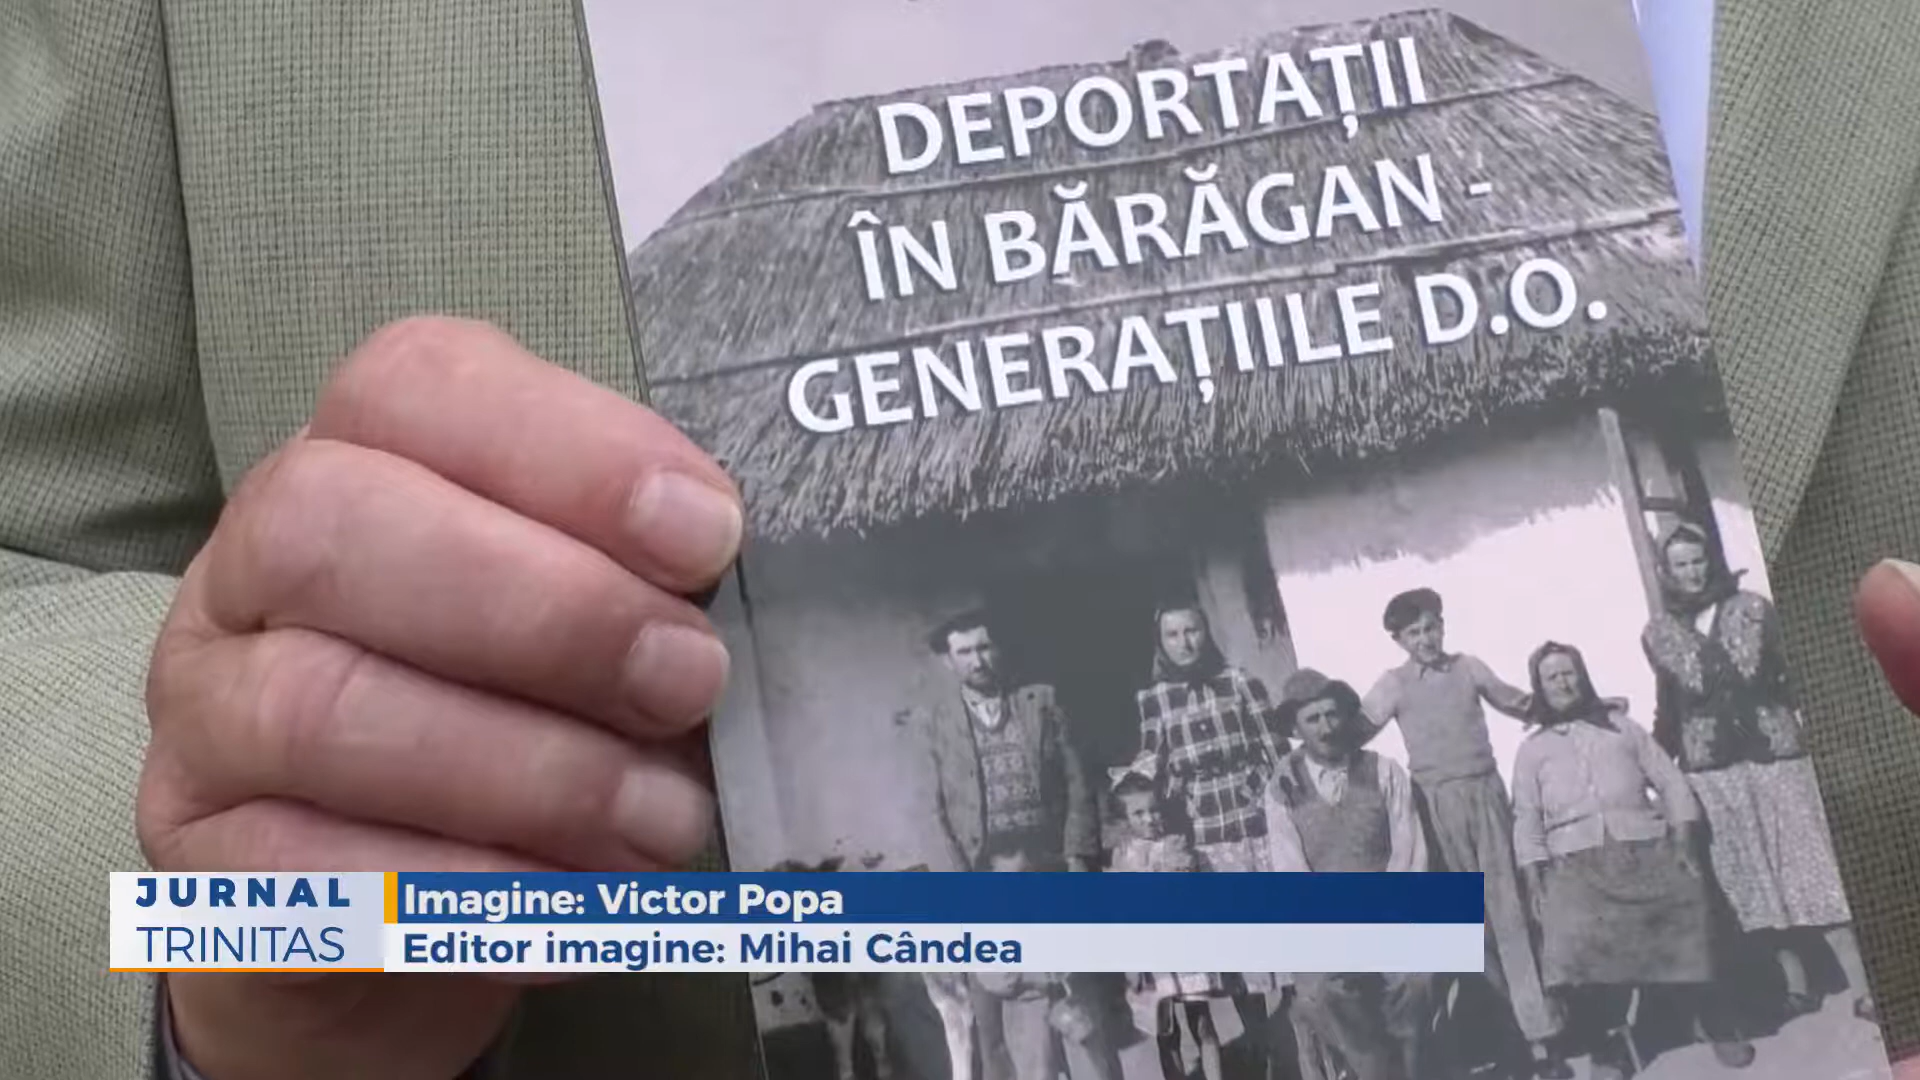 DEPORTAȚII
ÎN BĂRĂGAN -
GENERAȚIILE D.O.
JURNAL
TRINITAS
Imagine: Victor Popa
Editor imagine: Mihai Cândea